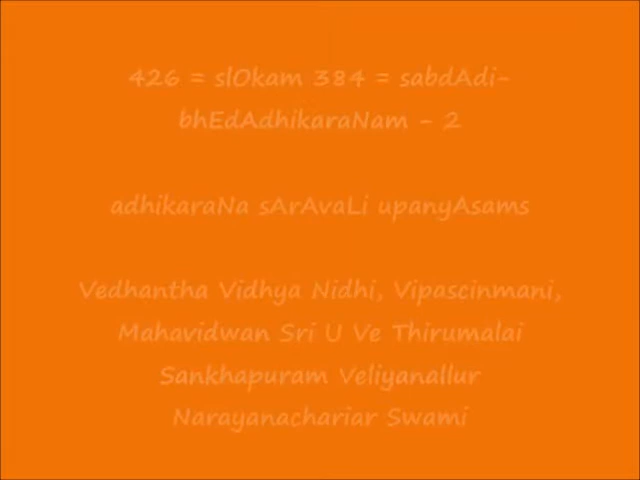 426 = slOkam 384 = sabdAdi-
bhEdAdhikaraNam - 2
adhikaraNa sArAvaLi upanyAsams
Vedhantha Vidhya Nidhi, Vipascinmani,
Mahavidwan Sri U Ve Thirumalai
Sankhapuram Veliyanallur
Narayanachariar Swami